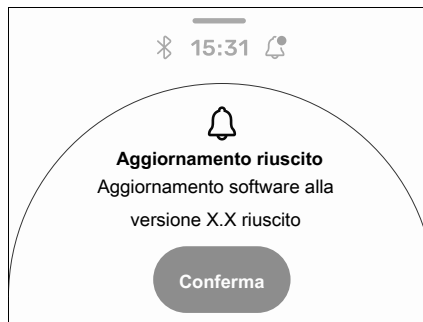 15:31
Aggiornamento riuscito
Aggiornamento software alla
versione X.X riuscito
Conferma